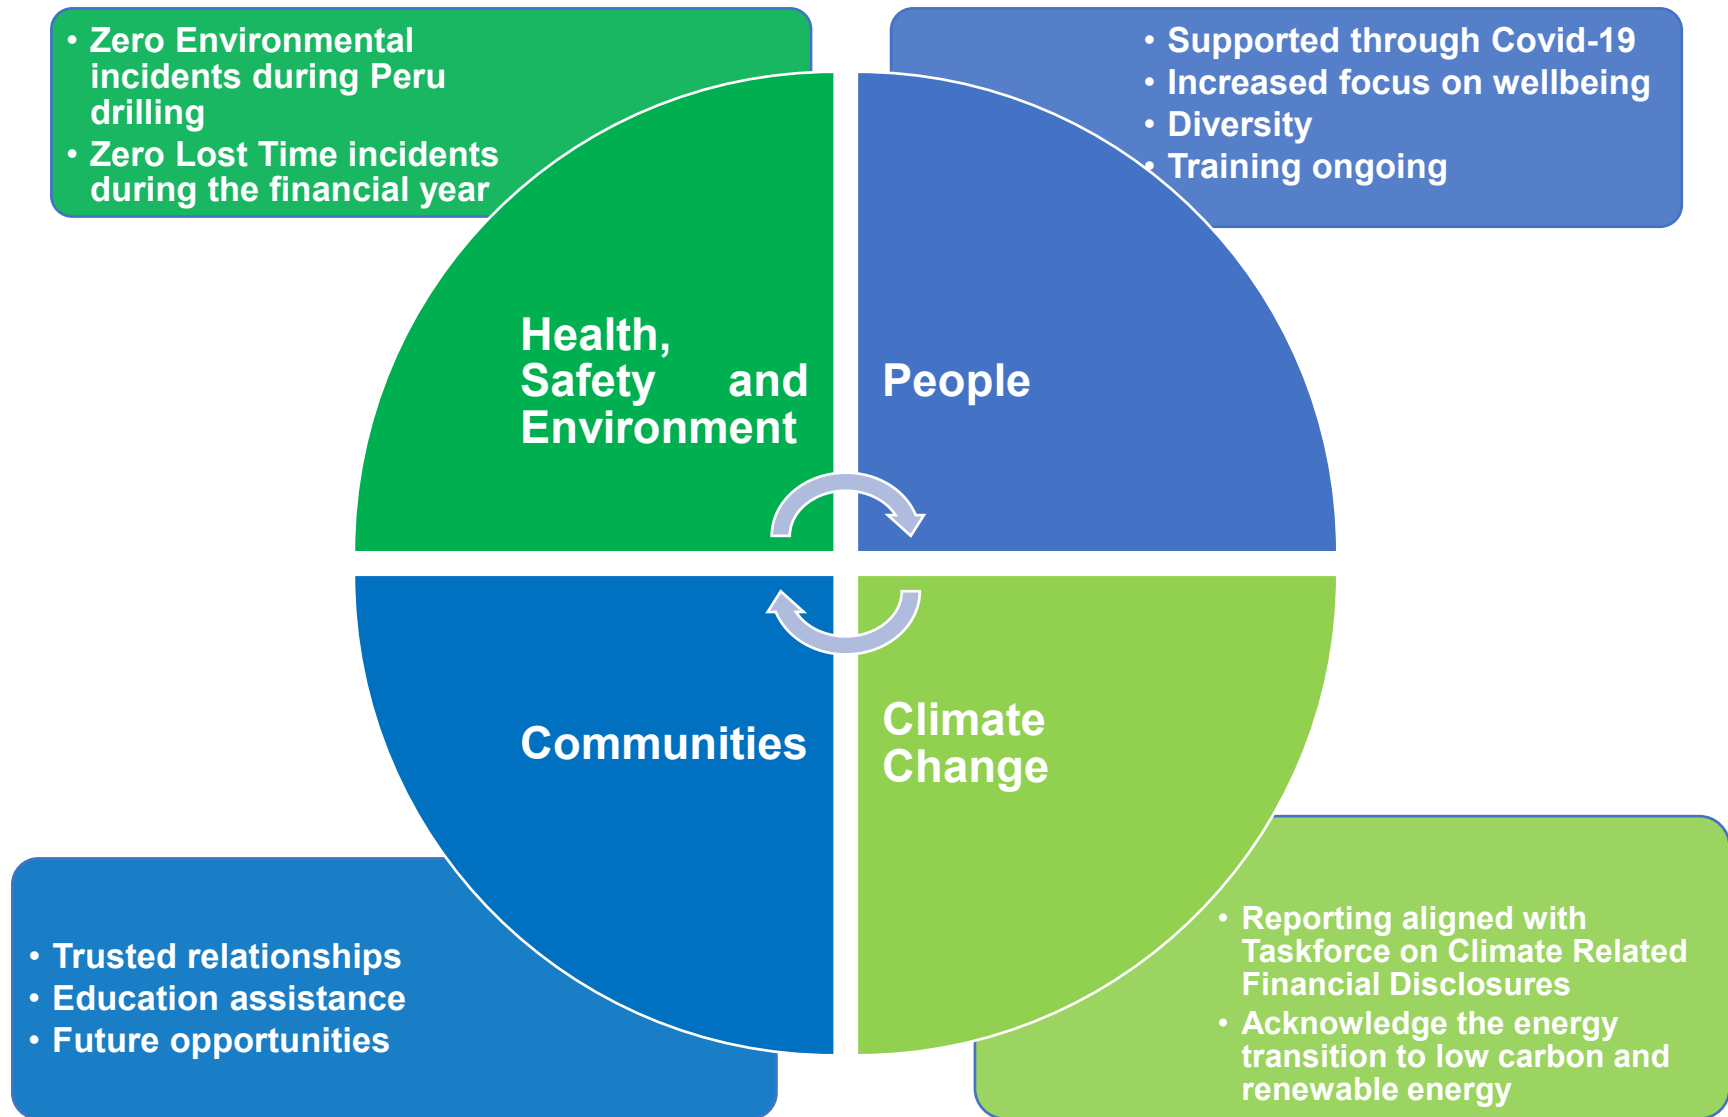 • Zero Environmental
incidents during Peru
drilling
• Zero Lost Time incidents
during the financial year
• Supported through Covid-19
• Increased focus on wellbeing
• Diversity
• Training ongoing
Health,
Safety and
Environment
People
Communities
Climate
Change
• Trusted relationships
• Education assistance
• Future opportunities
• Reporting aligned with
Taskforce on Climate Related
Financial Disclosures
• Acknowledge the energy
transition to low carbon and
renewable energy